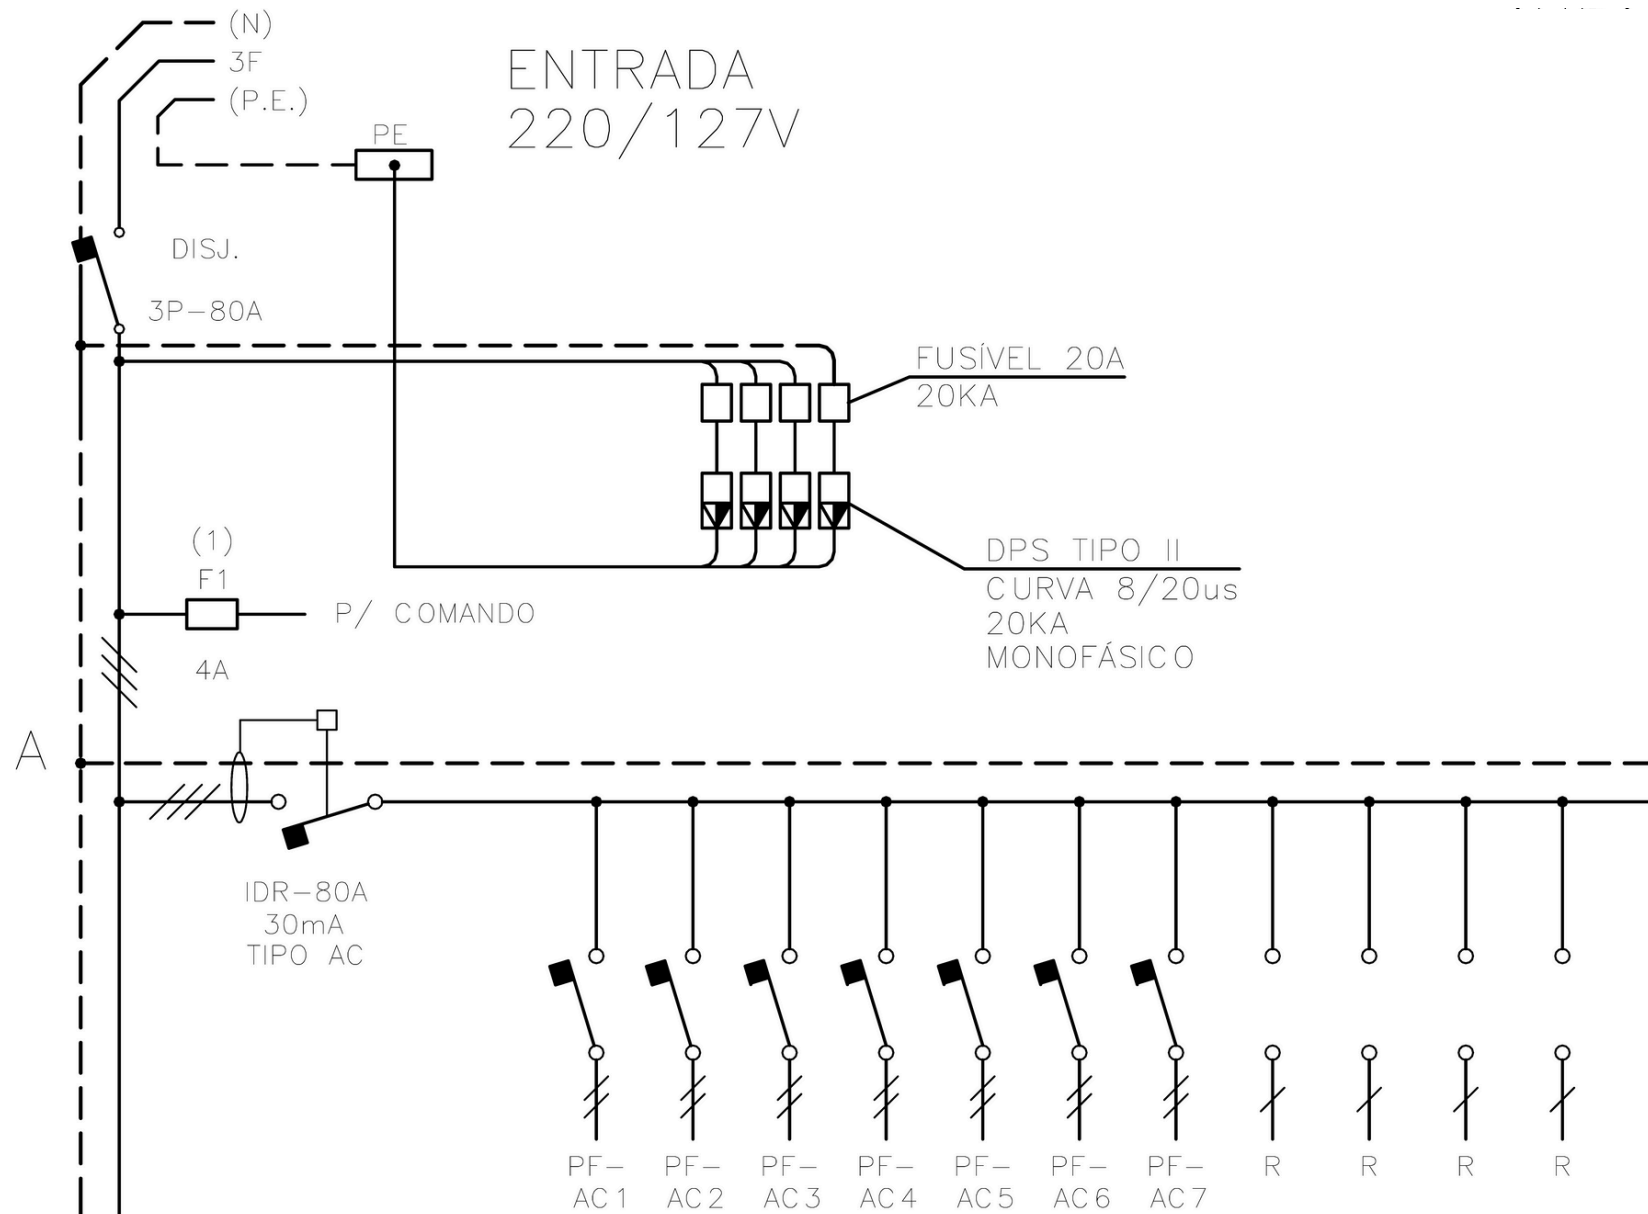 (N)
3F
(P.E.)
ENTRADA
220/127V
PE
DISJ.
3P-80A
FUSÍVEL 20A
20KA
(1)
F1
P/ COMANDO
4A
DPS TIPO II
CURVA 8/20us
20KA
MONOFÁSICO
A
IDR-80A
30mA
TIPO AC
PF-
AC1
PF-
AC2
PF-
AC3
PF-
AC4
PF-
AC5
PF-
AC6
PF-
AC7
R
R
R
R